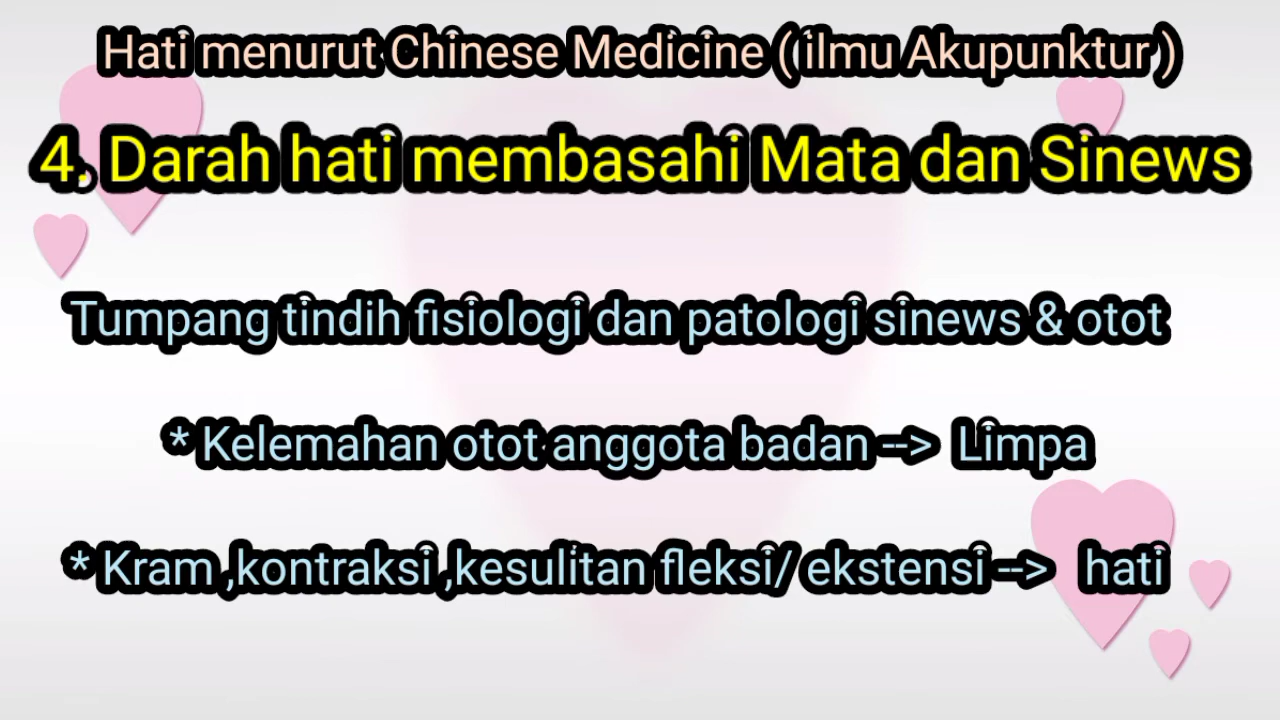 Hati menurut Chinese Medicine ( ilmu Akupunktur )
4. Darah hati membasahi Mata dan Sinews
Tumpang tindih fisiologi dan patologi sinews & otot
* Kelemahan otot anggota badan --> Limpa
* Kram ,kontraksi ,kesulitan fleksi/ ekstensi --> hati